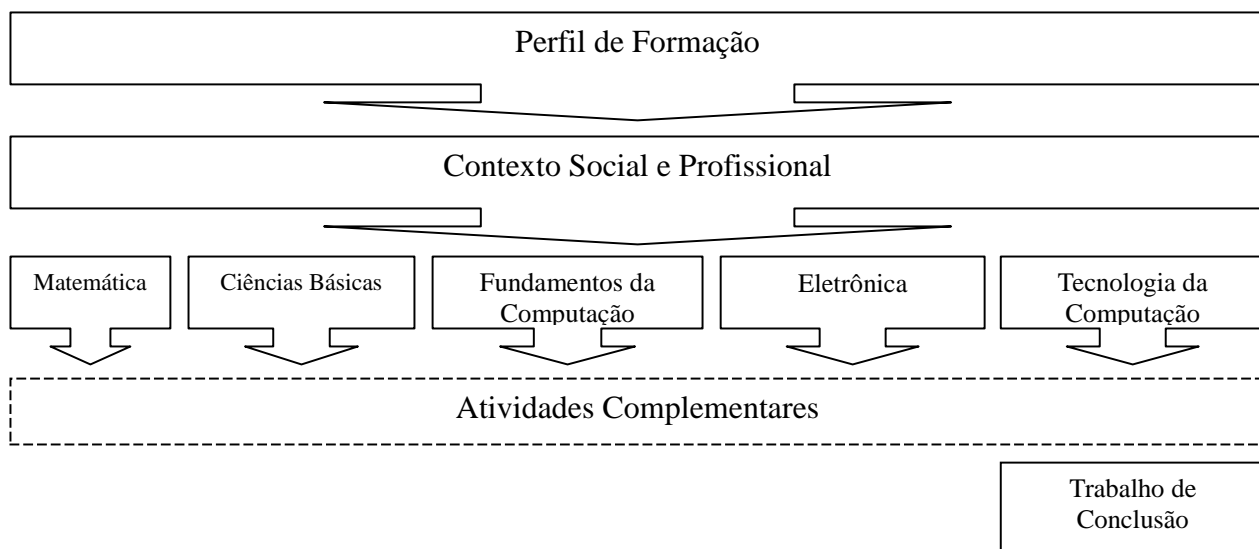 Perfil de Formação
Contexto Social e Profissional
Matemática
Ciências Básicas
Fundamentos da
Computação
Eletrônica
Tecnologia da
Computação
Atividades Complementares
Trabalho de
Conclusão